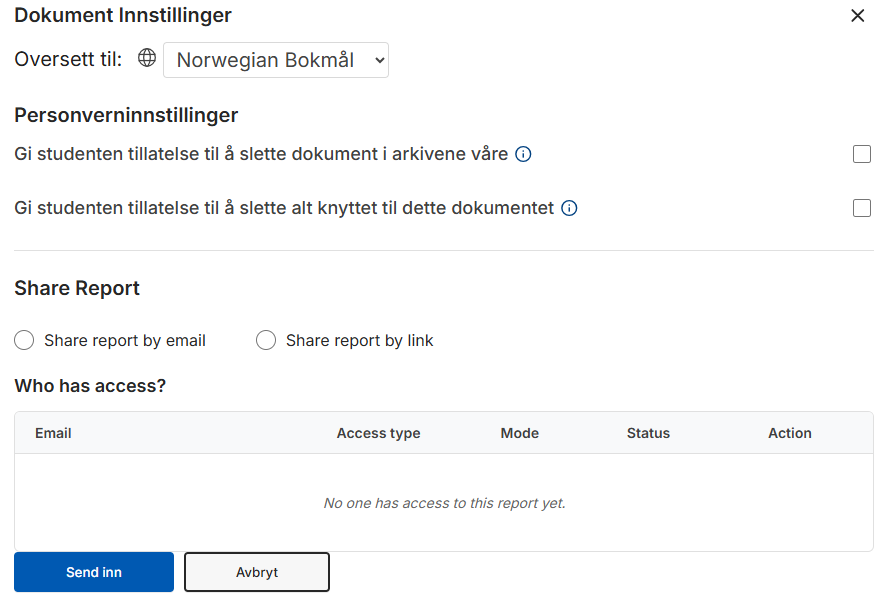 Dokument Innstillinger
Oversett til: Norwegian Bokmål
Personverninnstillinger
Gi studenten tillatelse til å slette dokument i arkivene våre
Gi studenten tillatelse til å slette alt knyttet til dette dokumentet
Share Report
Share report by email Share report by link
Who has access?
Email Access type Mode Status Action
No one has access to this report yet.
Send inn Avbryt